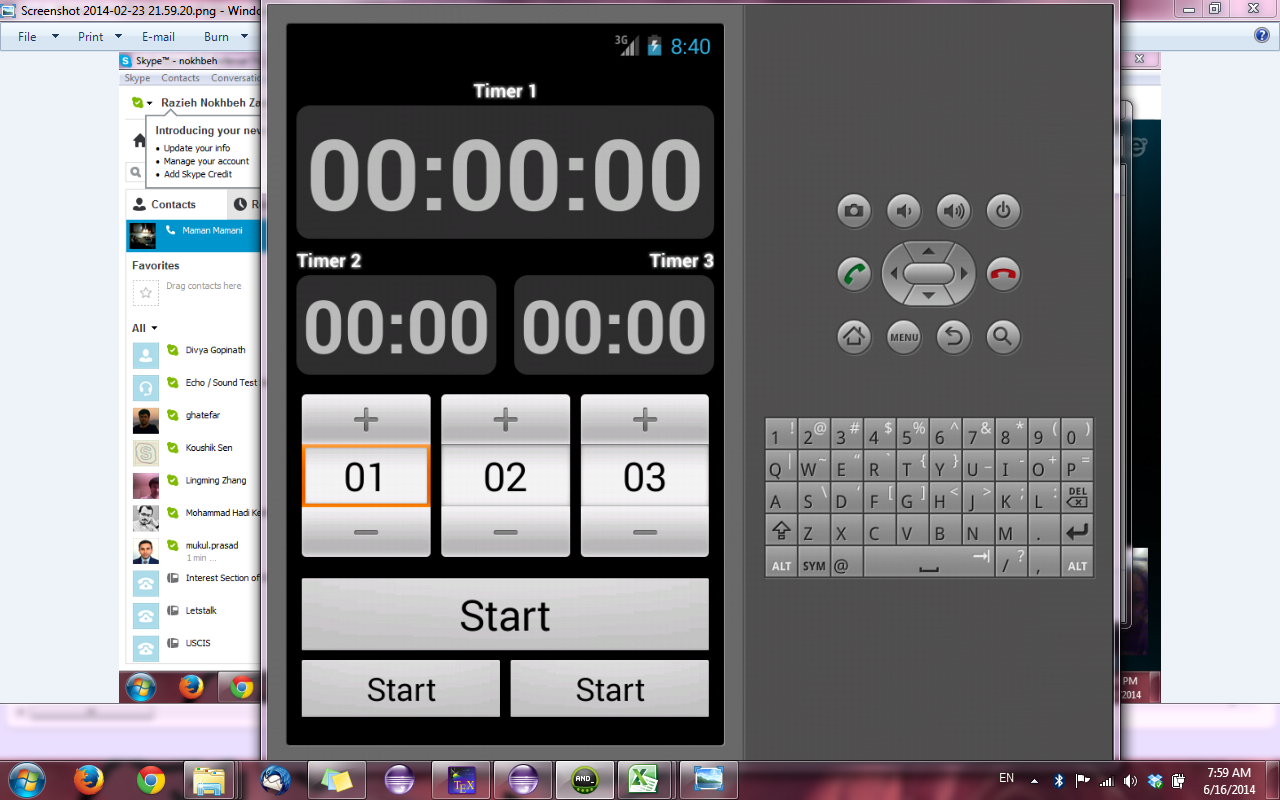 Screenshot 2014-02-23 21.59.20.png - Windo
File Print E-mail Burn
Skype™ - nokhbeh
Skype Contacts Conversatio
Razieh Nokhbeh Za
Introducing your new
• Update your info
• Manage your account
• Add Skype Credit
Contacts R
Maman Mamani
Favorites
Drag contacts here
All
Divya Gopinath
Echo / Sound Test
ghatefar
Koushik Sen
Lingming Zhang
Mohammad Hadi Ke
mukul.prasad
1 min ...
Interest Section of
Letstalk
USCIS
3G 8:40
Timer 1
00:00:00
Timer 2 Timer 3
00:00 00:00
+ + +
01 02 03
— — —
Start
Start Start
MENU
1 ! 2 @ 3 # 4 $ 5 % 6 ^ 7 & 8 * 9 ( 0 )
Q | W ~ E " R ` T { Y } U _ I - O + P =
A S \ D ' F [ G ] H < J > K ; L : DEL
Z X C V B N M .
ALT SYM @ / ? , ALT
PM
2014
TEX
AND_
EN
7:59 AM
6/16/2014